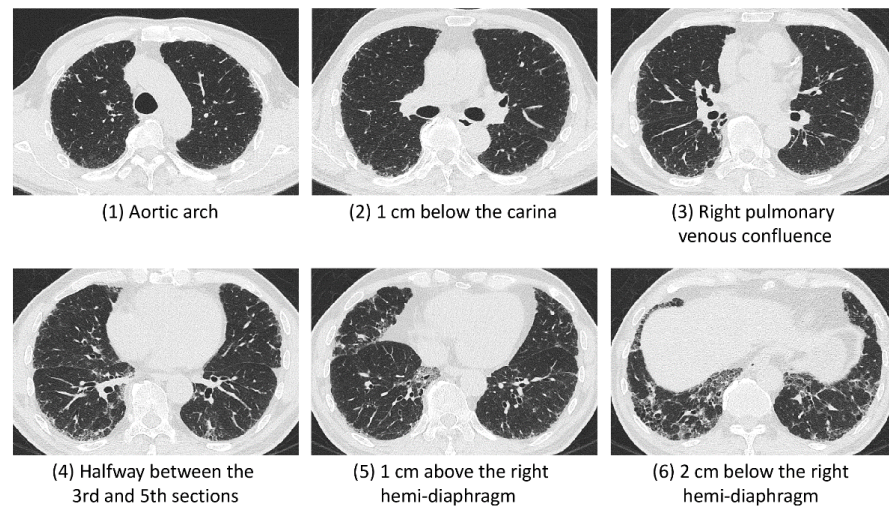 (1) Aortic arch
(2) 1 cm below the carina
(3) Right pulmonary
venous confluence
(4) Halfway between the
3rd and 5th sections
(5) 1 cm above the right
hemi-diaphragm
(6) 2 cm below the right
hemi-diaphragm